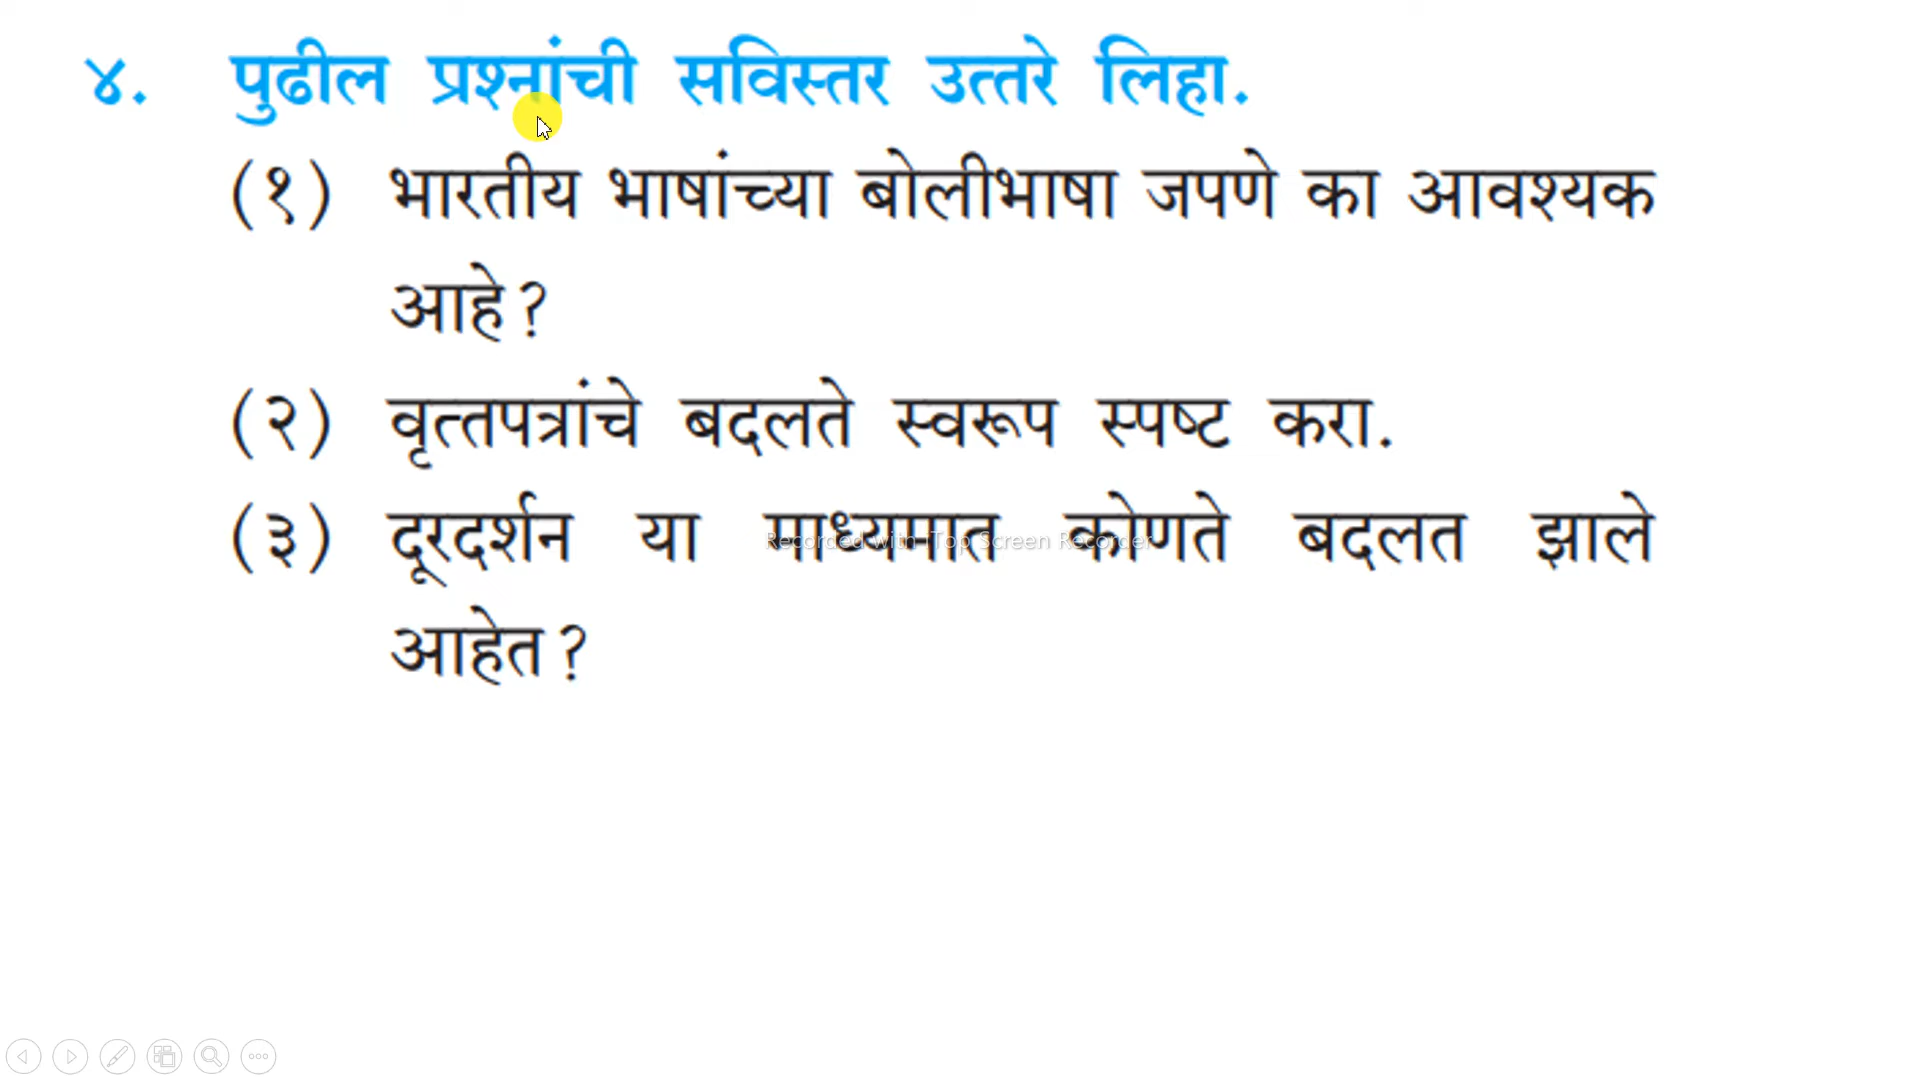 ४. पुढील प्रश्नांची सविस्तर उत्तरे लिहा.
(१) भारतीय भाषांच्या बोलीभाषा जपणे का आवश्यक
आहे?
(२) वृत्तपत्रांचे बदलते स्वरूप स्पष्ट करा.
(३) दूरदर्शन या माध्यमात कोणते बदलत झाले
Recorded with iTop Screen Recorder
आहेत?